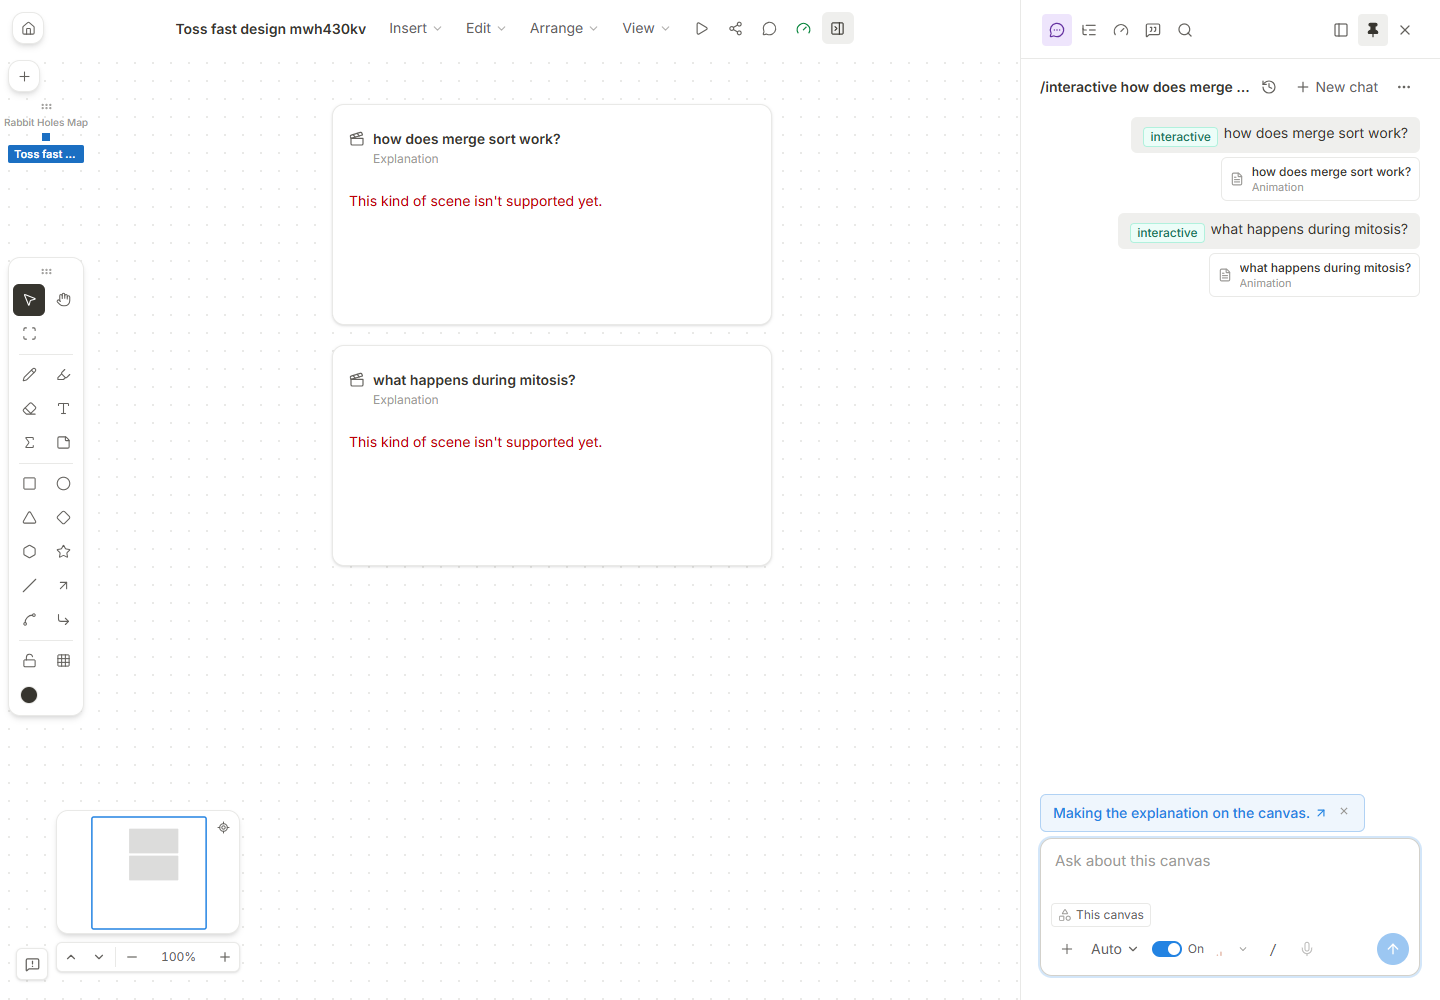 Toss fast design mwh430kv
Insert
Edit
Arrange
View
Rabbit Holes Map
Toss fast ...
how does merge sort work?
Explanation
This kind of scene isn't supported yet.
what happens during mitosis?
Explanation
This kind of scene isn't supported yet.
100%
/interactive how does merge ...
New chat
interactive how does merge sort work?
how does merge sort work?
Animation
interactive what happens during mitosis?
what happens during mitosis?
Animation
Making the explanation on the canvas.
Ask about this canvas
This canvas
Auto
On
/